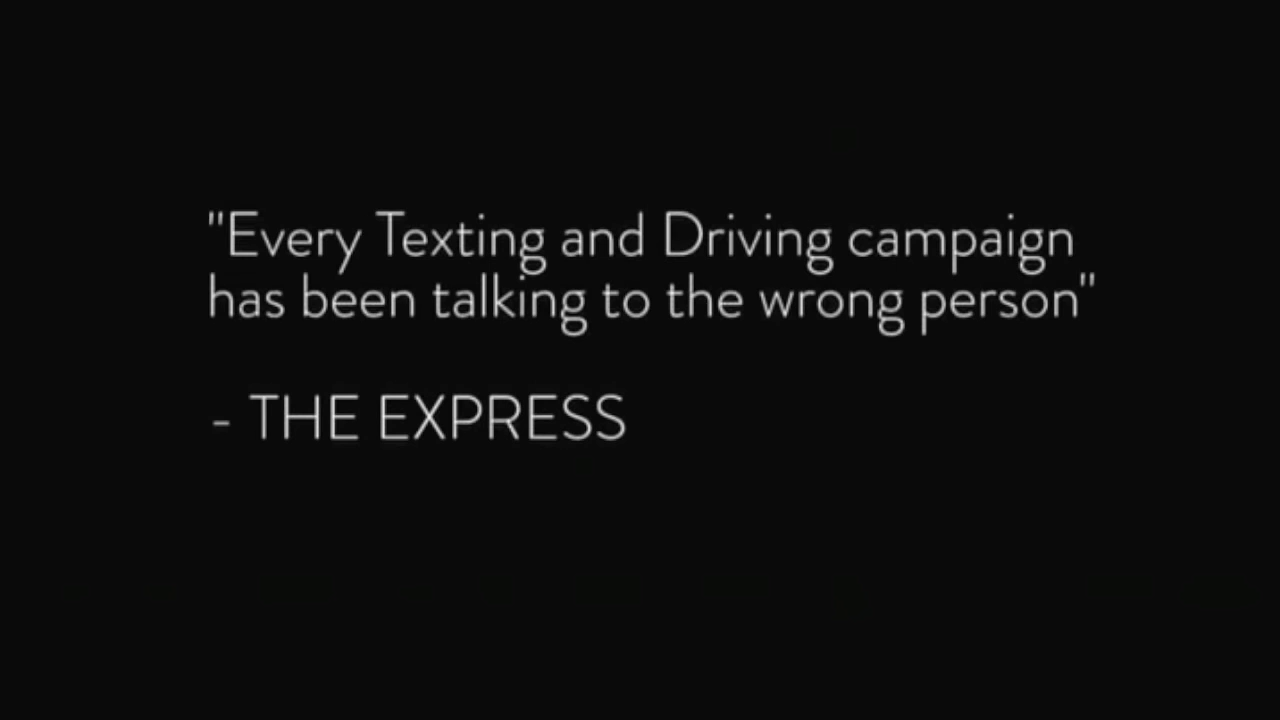 "Every Texting and Driving campaign
has been talking to the wrong person"
- THE EXPRESS